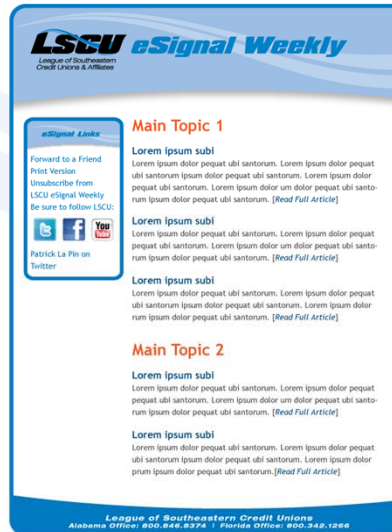 LSCU eSignal Weekly
League of Southeastern
Credit Unions & Affiliates
eSignal Links
Forward to a Friend
Print Version
Unsubscribe from
LSCU eSignal Weekly
Be sure to follow LSCU:
You
Tube
Patrick La Pin on
Twitter
Main Topic 1
Lorem ipsum subi
Lorem ipsum dolor pequat ubi santorum. Lorem ipsum dolor
ubi santorum ipsum dolor pequat ubi santorum. Lorem ip
pequat ubi santorum. Lorem ipsum dolor um dolor pequat ubi santo-
rum ipsum dolor pequat ubi santorum. [Read Full Article]
Lorem ipsum subi
Lorem ipsum dolor pequat ubi santorum. Lorem ipsum dolor
pequat ubi santorum. Lorem ipsum dolor um dolor pequat ubi santo-
rum ipsum dolor pequat ubi santorum. [Read Full Article]
Lorem ipsum subi
Lorem ipsum dolor pequat ubi santorum. Lorem ipsum dolor
ubi santorum. Lorem ipsum dolor um dolor pequat ubi santo-
rum ipsum dolor pequat ubi santorum. [Read Full Article]
Main Topic 2
Lorem ipsum subi
Lorem ipsum dolor pequat ubi santorum. Lorem ipsum dolor
pequat ubi santorum. Lorem ipsum dolor um dolor pequat ubi santo-
rum ipsum dolor pequat ubi santorum. [Read Full Article]
Lorem ipsum subi
Lorem ipsum dolor pequat ubi santorum. Lorem ipsum dolor pequat
ubi santorum ipsum dolor pequat ubi santorum. Lorem ipsum dolor
prum ipsum dolor pequat ubi santorum.[Read Full Article]
League of Southeastern Credit Unions
Alabama Office: 800.846.8374 | Florida Office: 800.342.1266